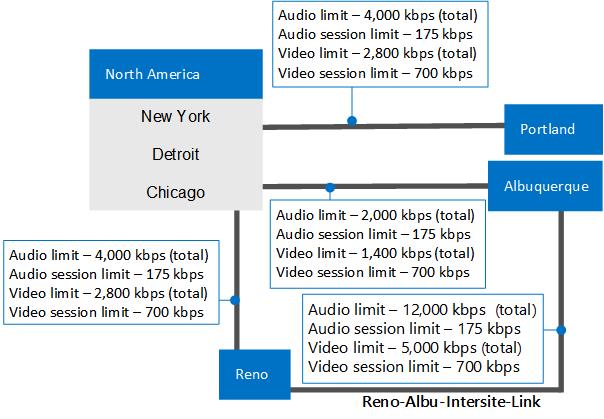 Audio limit – 4,000 kbps (total)
Audio session limit – 175 kbps
Video limit – 2,800 kbps (total)
Video session limit – 700 kbps
North America
New York
Detroit
Chicago
Portland
Albuquerque
Audio limit – 2,000 kbps (total)
Audio session limit – 175 kbps
Video limit – 1,400 kbps (total)
Video session limit – 700 kbps
Audio limit – 4,000 kbps (total)
Audio session limit – 175 kbps
Video limit – 2,800 kbps (total)
Video session limit – 700 kbps
Audio limit – 12,000 kbps (total)
Audio session limit – 175 kbps
Video limit – 5,000 kbps (total)
Video session limit – 700 kbps
Reno
Reno-Albu-Intersite-Link